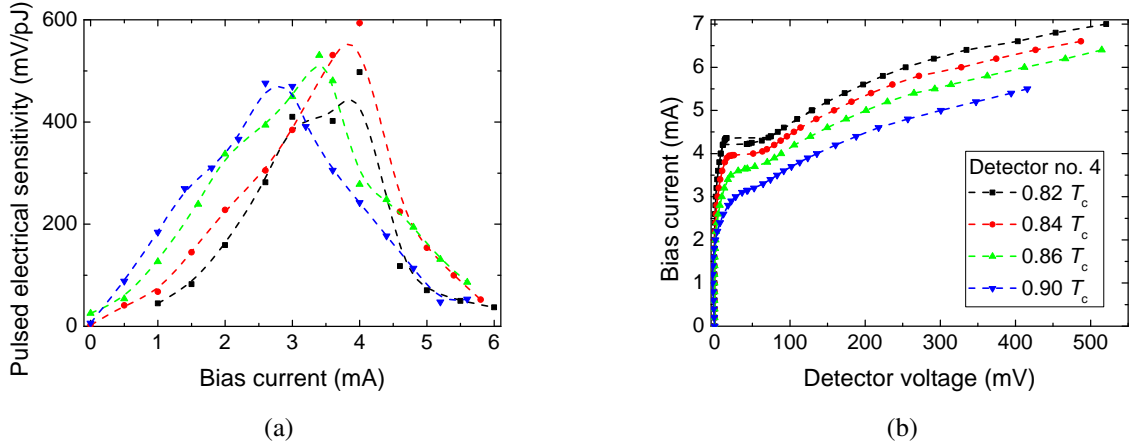 Pulsed electrical sensitivity (mV/pJ)
600
400
200
0
0 1 2 3 4 5 6
Bias current (mA)
(a)
Bias current (mA)
7
6
5
4
3
2
1
0
0 100 200 300 400 500
Detector voltage (mV)
Detector no. 4
0.82 Tc
0.84 Tc
0.86 Tc
0.90 Tc
(b)